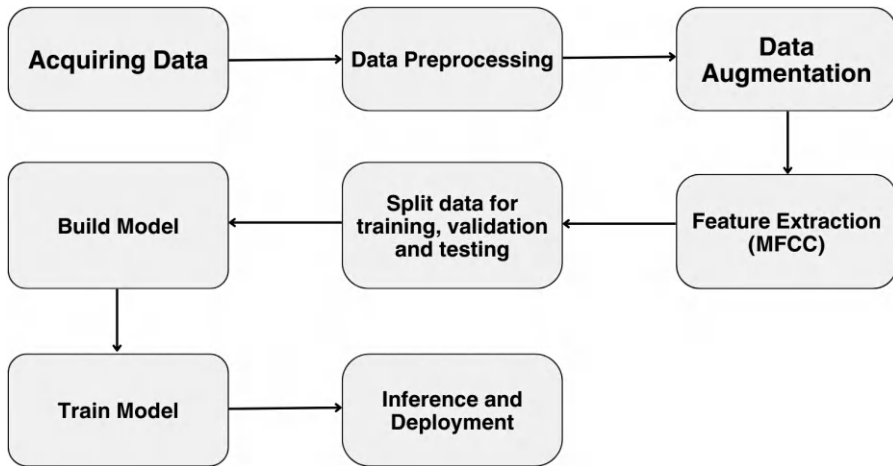 Acquiring Data
Data Preprocessing
Data
Augmentation
Feature Extraction
(MFCC)
Split data for
training, validation
and testing
Build Model
Train Model
Inference and
Deployment